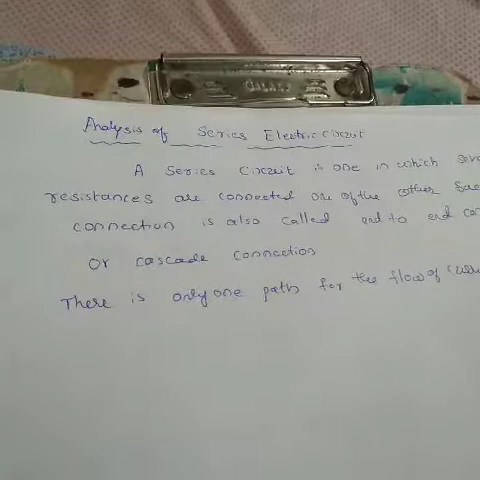 Analysis of Series Electric Circuit
A Series Circuit is one in which
resistances are connected one of the other
connection is also called end to end
or cascade connection
There is only one path for the flow of